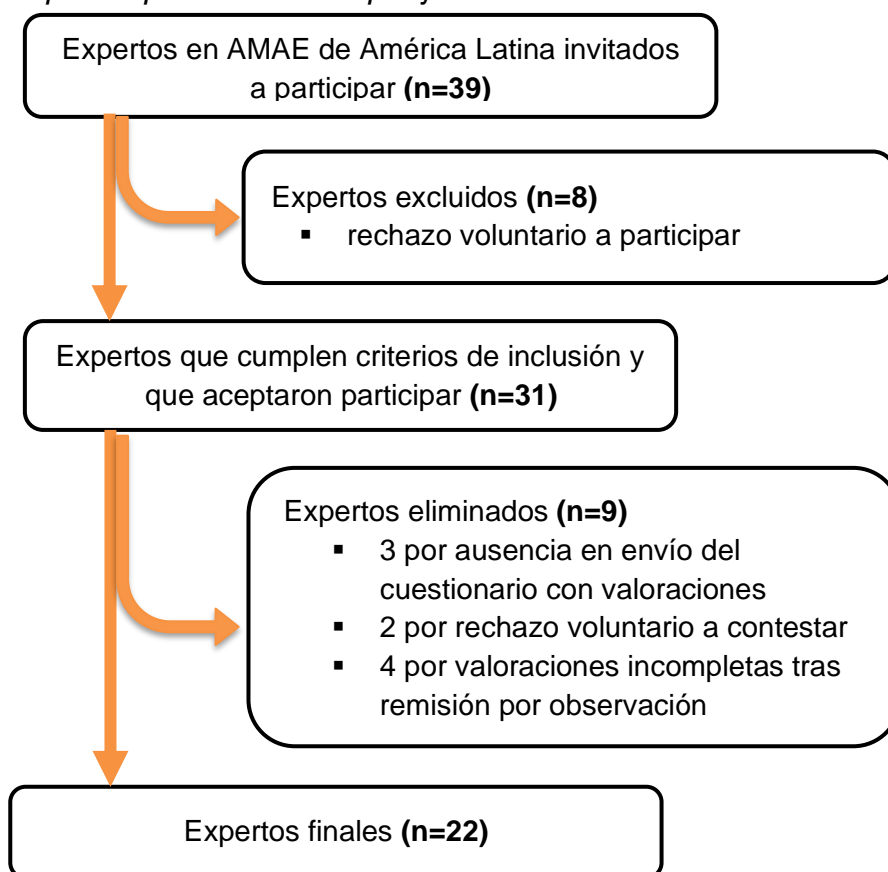 Expertos en AMAE de América Latina invitados
a participar (n=39)
Expertos excluidos (n=8)
▪ rechazo voluntario a participar
Expertos que cumplen criterios de inclusión y
que aceptaron participar (n=31)
Expertos eliminados (n=9)
▪ 3 por ausencia en envío del
cuestionario con valoraciones
▪ 2 por rechazo voluntario a contestar
▪ 4 por valoraciones incompletas tras
remisión por observación
Expertos finales (n=22)